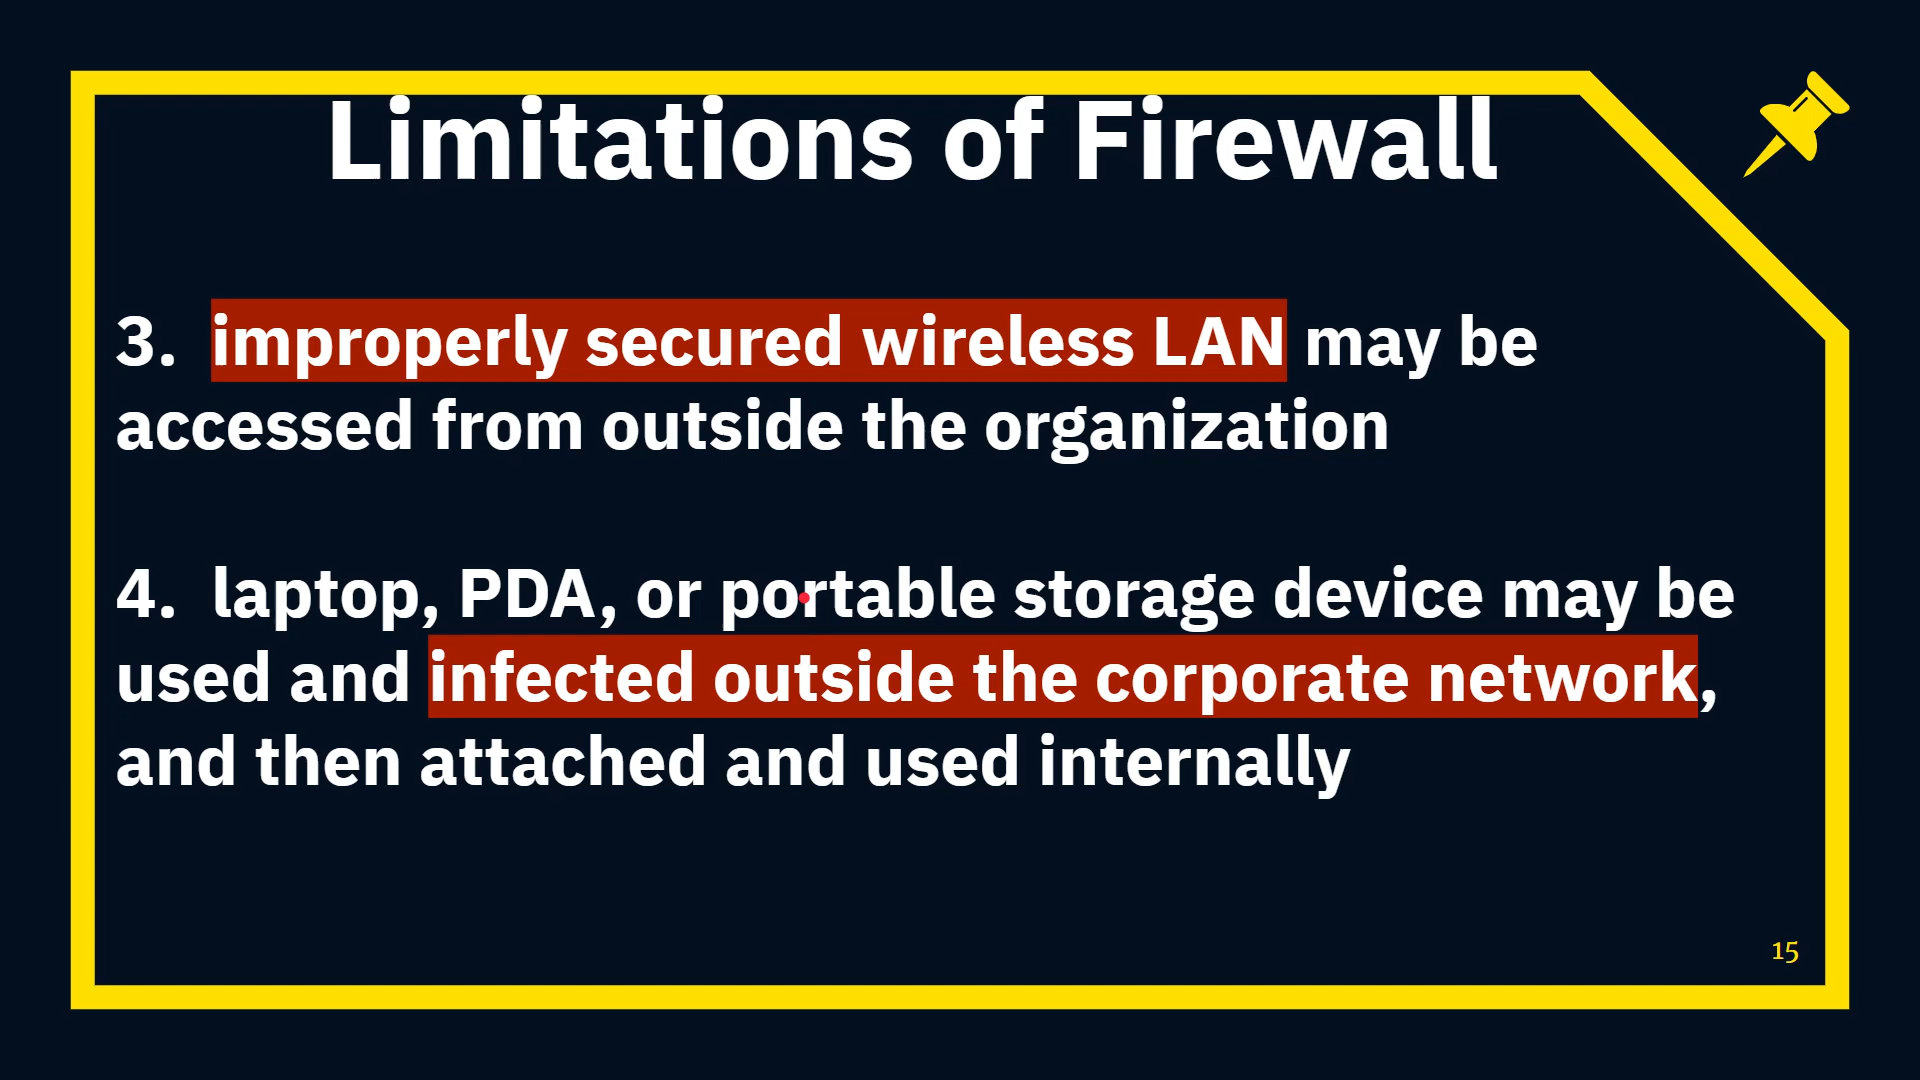 Limitations of Firewall
3. improperly secured wireless LAN may be
accessed from outside the organization
4. laptop, PDA, or portable storage device may be
used and infected outside the corporate network,
and then attached and used internally
15